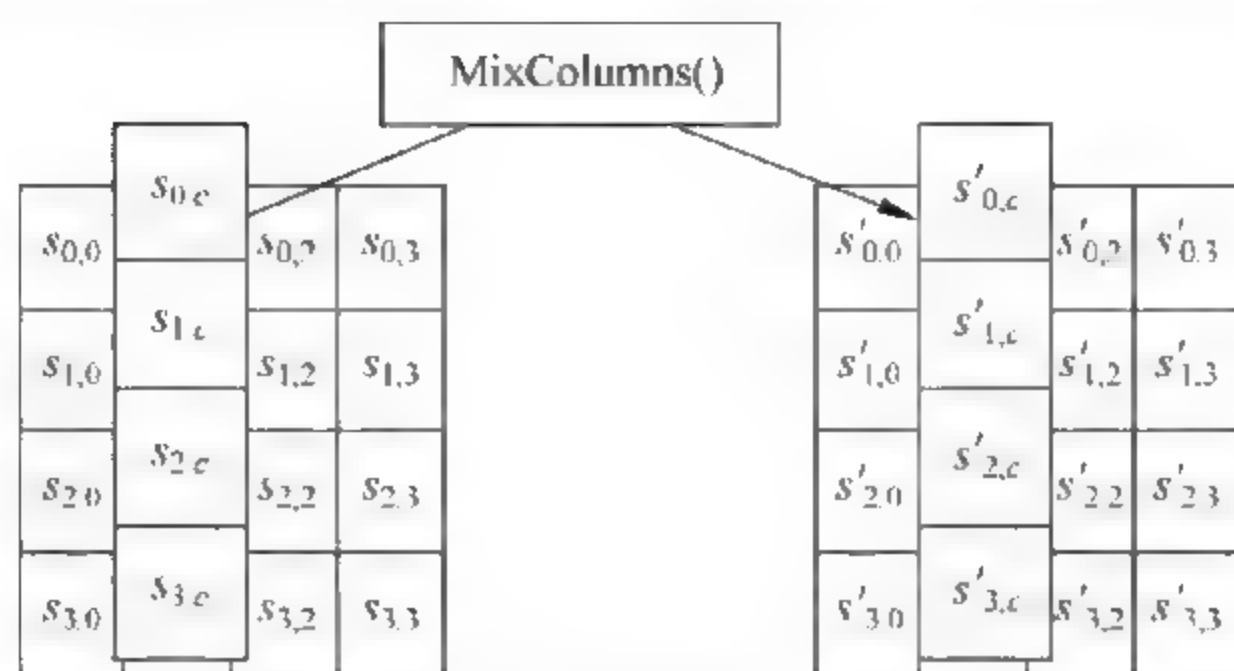 MixColumns()
s0,c s'0,c
s0,0 s0,2 s0,3 s'0,0 s'0,2 s'0,3
s1,c s'1,c
s1,0 s1,2 s1,3 s'1,0 s'1,2 s'1,3
s2,c s'2,c
s2,0 s2,2 s2,3 s'2,0 s'2,2 s'2,3
s3,c s'3,c
s3,0 s3,2 s3,3 s'3,0 s'3,2 s'3,3